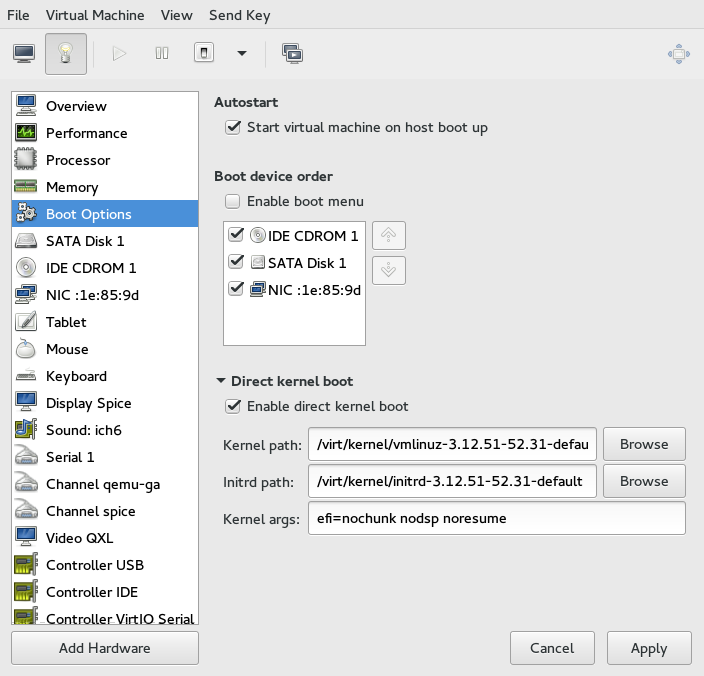 File Virtual Machine View Send Key
Overview
Performance
Processor
Memory
Boot Options
SATA Disk 1
IDE CDROM 1
NIC :1e:85:9d
Tablet
Mouse
Keyboard
Display Spice
Sound: ich6
Serial 1
Channel qemu-ga
Channel spice
Video QXL
Controller USB
Controller IDE
Controller VirtIO Serial
Add Hardware
Autostart
Start virtual machine on host boot up
Boot device order
Enable boot menu
IDE CDROM 1
SATA Disk 1
NIC :1e:85:9d
Direct kernel boot
Enable direct kernel boot
Kernel path: /virt/kernel/vmlinuz-3.12.51-52.31-defau Browse
Initrd path: /virt/kernel/initrd-3.12.51-52.31-default Browse
Kernel args: efi=nochunk nodsp noresume
Cancel Apply